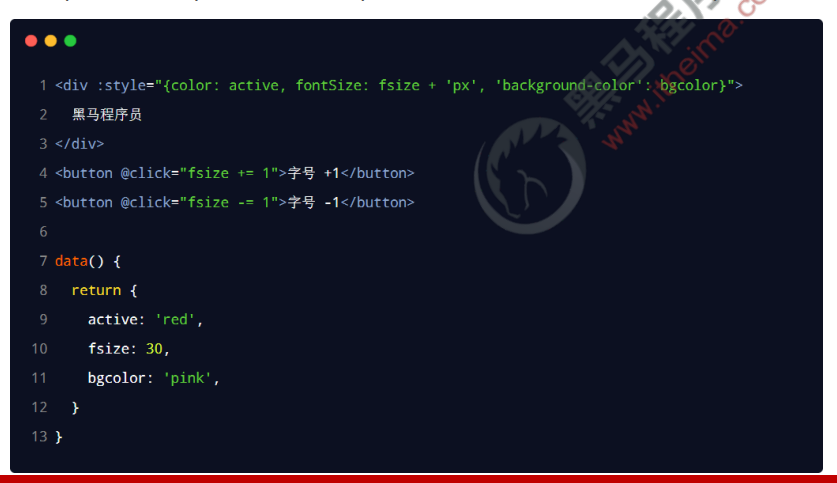 1 <div :style="{color: active, fontSize: fsize + 'px', 'background-color': bgcolor}">
2   黑马程序员
3 </div>
4 <button @click="fsize += 1">字号 +1</button>
5 <button @click="fsize -= 1">字号 -1</button>
6
7 data() {
8   return {
9     active: 'red',
10     fsize: 30,
11     bgcolor: 'pink',
12   }
13 }
黑马程序
www.itheima.co